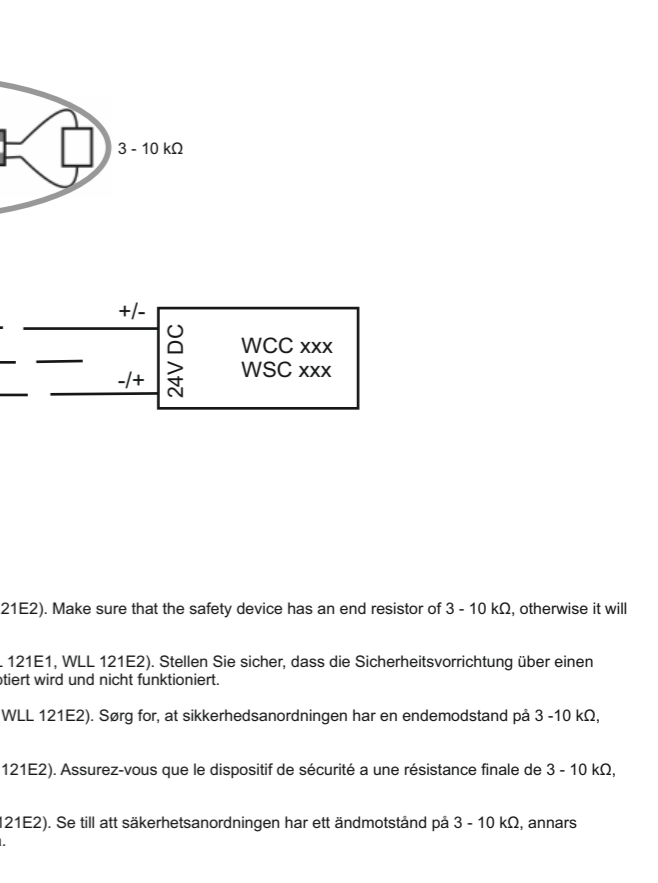 3 - 10 kΩ
+/-
24V DC
WCC xxx
WSC xxx
-/+
21E2). Make sure that the safety device has an end resistor of 3 - 10 kΩ, otherwise it will
121E1, WLL 121E2). Stellen Sie sicher, dass die Sicherheitsvorrichtung über einen
tiert wird und nicht funktioniert.
WLL 121E2). Sørg for, at sikkerhedsanordningen har en endemodstand på 3 -10 kΩ,
121E2). Assurez-vous que le dispositif de sécurité a une résistance finale de 3 - 10 kΩ,
121E2). Se till att säkerhetsanordningen har ett ändmotstånd på 3 - 10 kΩ, annars